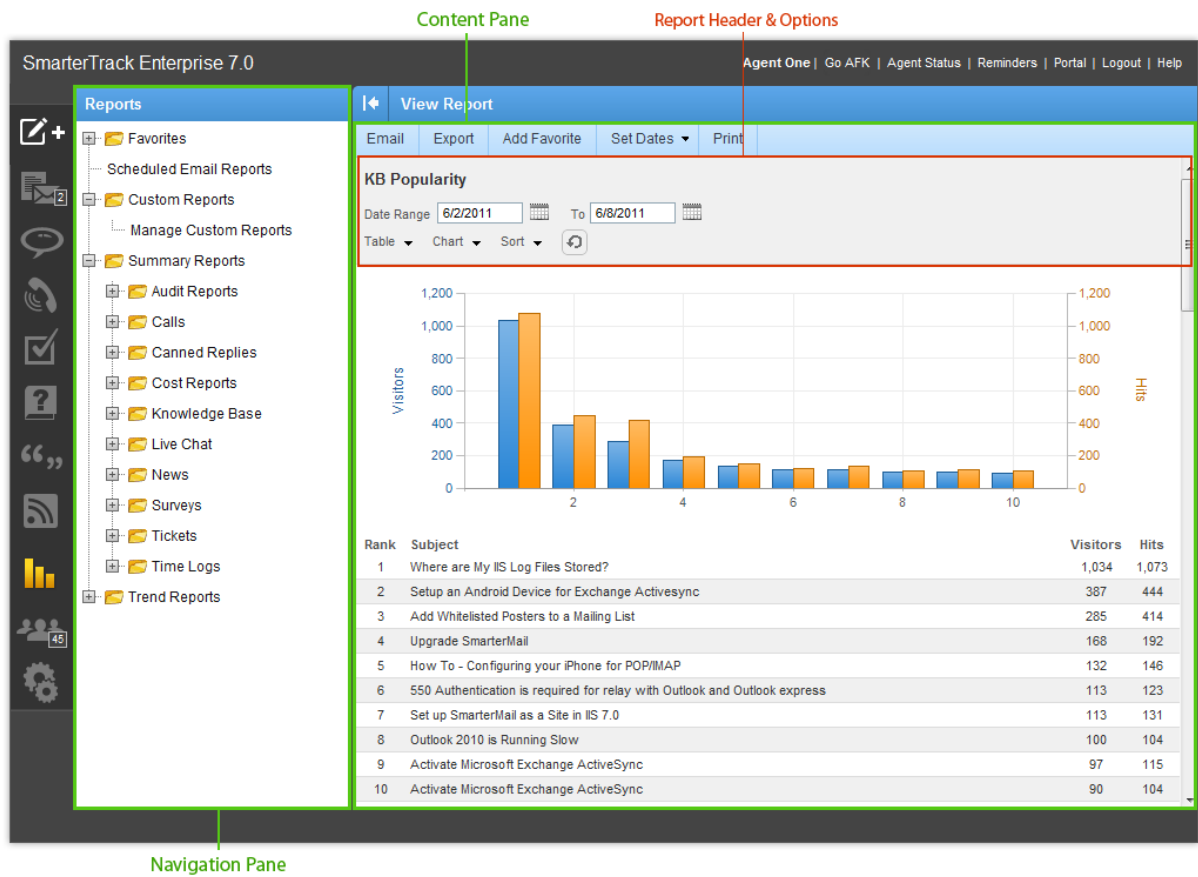 Content Pane
Report Header & Options
SmarterTrack Enterprise 7.0
Agent One | Go AFK | Agent Status | Reminders | Portal | Logout | Help
Reports
View Report
2
45
Favorites
Scheduled Email Reports
Custom Reports
Manage Custom Reports
Summary Reports
Audit Reports
Calls
Canned Replies
Cost Reports
Knowledge Base
Live Chat
News
Surveys
Tickets
Time Logs
Trend Reports
Email Export Add Favorite Set Dates Print
KB Popularity
Date Range 6/2/2011 To 6/8/2011
Table Chart Sort
1,200 1,200
1,000 1,000
800 800
600 600
400 400
200 200
0 0
Visitors
Hits
2 4 6 8 10
Rank Subject Visitors Hits
1 Where are My IIS Log Files Stored? 1,034 1,073
2 Setup an Android Device for Exchange Activesync 387 444
3 Add Whitelisted Posters to a Mailing List 285 414
4 Upgrade SmarterMail 168 192
5 How To - Configuring your iPhone for POP/IMAP 132 146
6 550 Authentication is required for relay with Outlook and Outlook express 113 123
7 Set up SmarterMail as a Site in IIS 7.0 113 131
8 Outlook 2010 is Running Slow 100 104
9 Activate Microsoft Exchange ActiveSync 97 115
10 Activate Microsoft Exchange ActiveSync 90 104
Navigation Pane